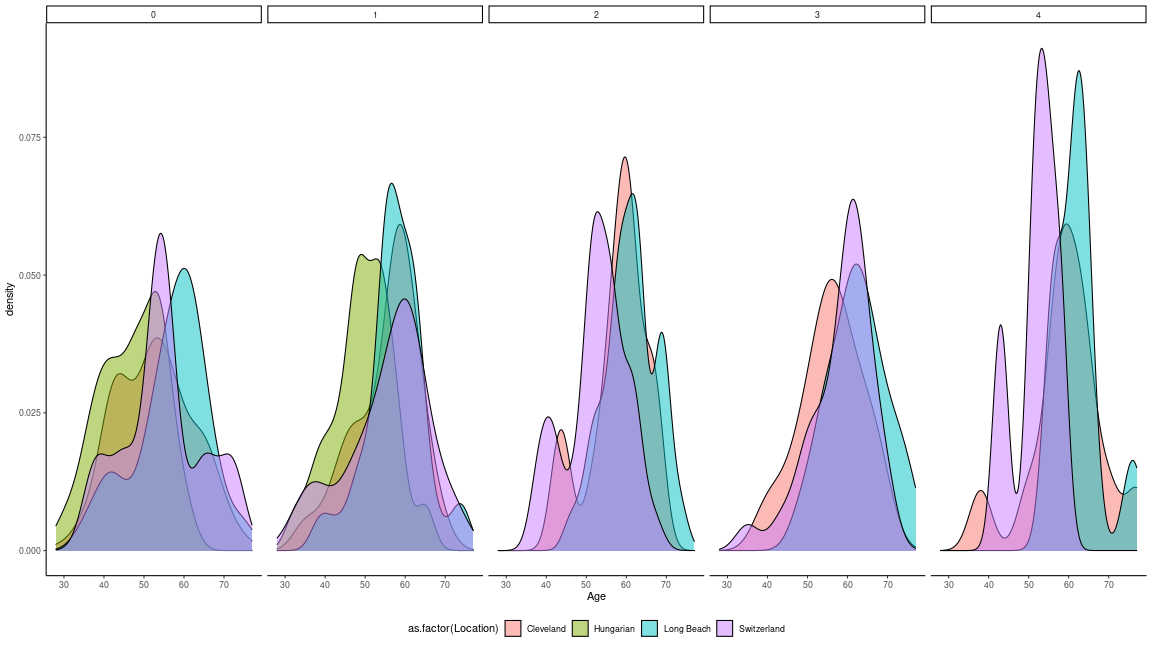 0 1 2 3 4
0.075
0.050
0.025
0.000
density
30 40 50 60 70 30 40 50 60 70 30 40 50 60 70 30 40 50 60 70 30 40 50 60 70
Age
as.factor(Location) Cleveland Hungarian Long Beach Switzerland